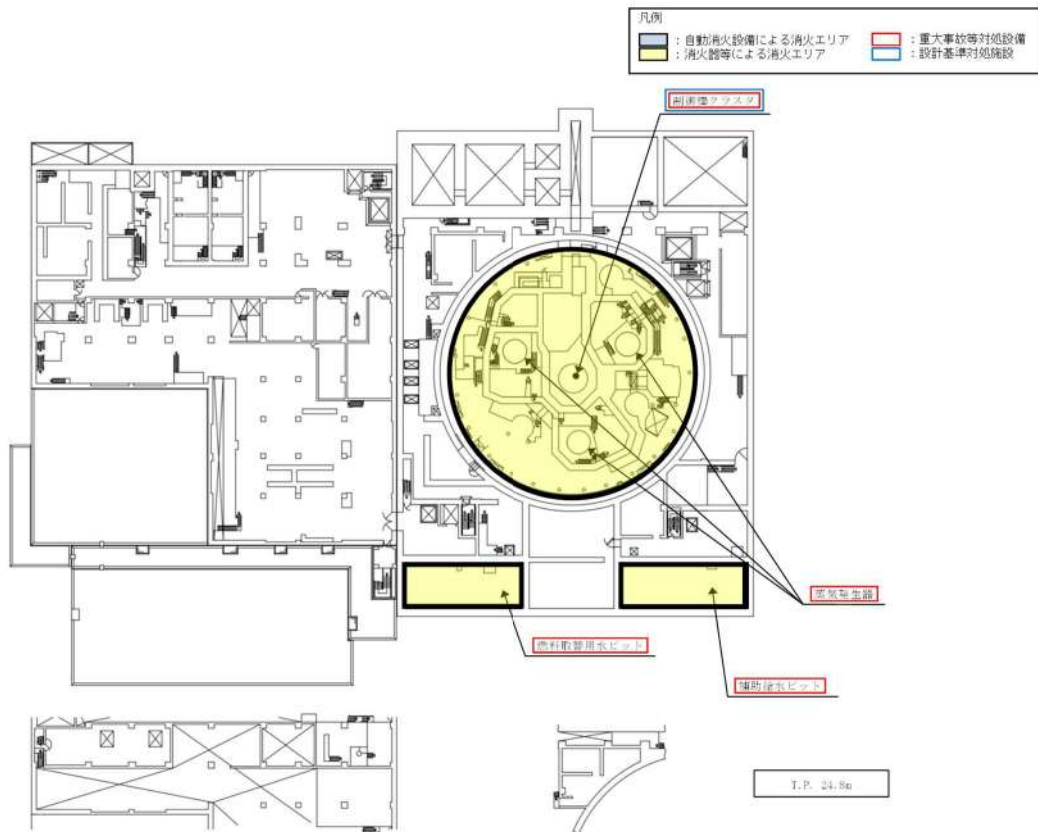 凡例
：自動消火設備による消火エリア
：重大事故等対処設備
：消火器等による消火エリア
：設計基準対処施設
制御棒クラスタ
蒸気発生器
燃料取替用水ピット
補助給水ピット
T.P. 24.8m